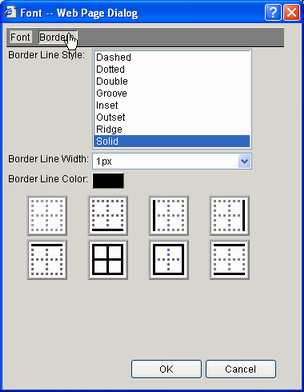 Font -- Web Page Dialog
Font
Border Line Style:
Dashed
Dotted
Double
Groove
Inset
Outset
Ridge
Solid
Border Line Width:
1px
Border Line Color:
OK
Cancel